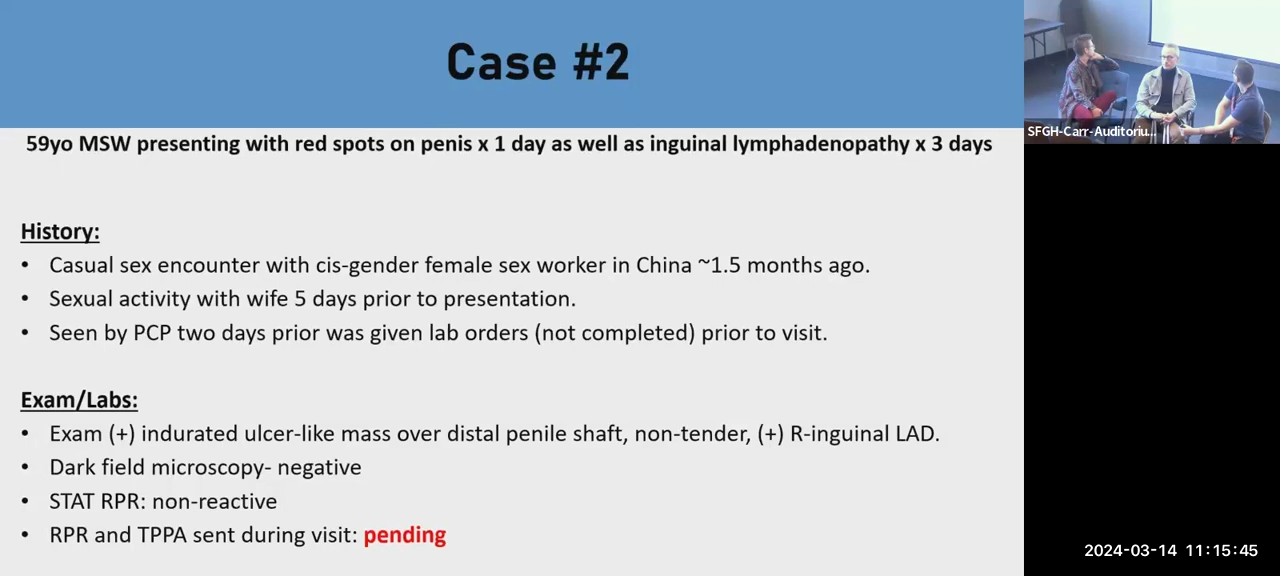 Case #2
59yo MSW presenting with red spots on penis x 1 day as well as inguinal lymphadenopathy x 3 days
History:
• Casual sex encounter with cis-gender female sex worker in China ~1.5 months ago.
• Sexual activity with wife 5 days prior to presentation.
• Seen by PCP two days prior was given lab orders (not completed) prior to visit.
Exam/Labs:
• Exam (+) indurated ulcer-like mass over distal penile shaft, non-tender, (+) R-inguinal LAD.
• Dark field microscopy- negative
• STAT RPR: non-reactive
• RPR and TPPA sent during visit: pending
SFGH-Carr-Auditoriu...
2024-03-14 11:15:45